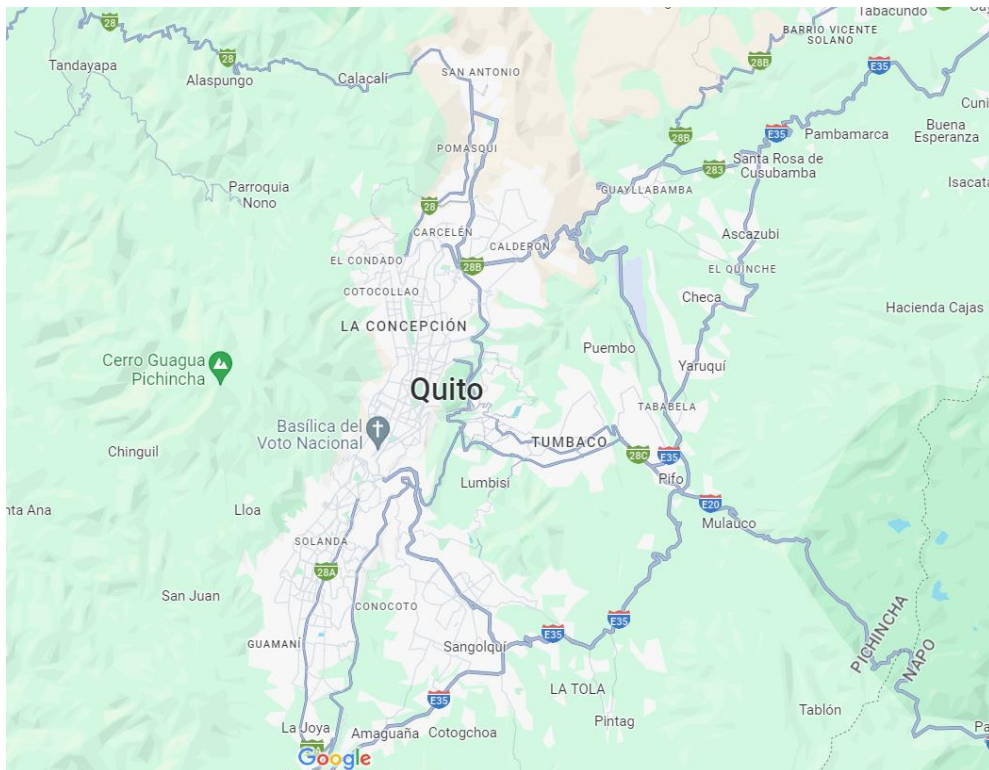 Tabacundo
28
BARRIO VICENTE
SOLANO
SAN ANTONIO
28
28B
E35
Tandayapa
Alaspungo
Calacalí
Cuni
Buena
Esperanza
28B
E35
Pambamarca
POMASQUI
Santa Rosa de
Cusubamba
283
Parroquia
Nono
GUAYLLABAMBA
Isacata
28
CARCELÉN
Ascazubi
CALDERÓN
EL CONDADO
28B
EL QUINCHE
COTOCOLLAO
Checa
Hacienda Cajas
LA CONCEPCIÓN
Puembo
Cerro Guagua
Pichincha
Yaruquí
Quito
TABABELA
Basílica del
Voto Nacional
TUMBACO
Chinguil
28C
E35
Lumbisí
Pifo
nta Ana
Lloa
E20
Mulauco
SOLANDA
28A
San Juan
CONOCOTO
E35
E35
GUAMANÍ
Sangolquí
PICHINCHA
NAPO
LA TOLA
E35
Tablón
Pintag
La Joya
Amaguaña
Cotogchoa
Pa
Google